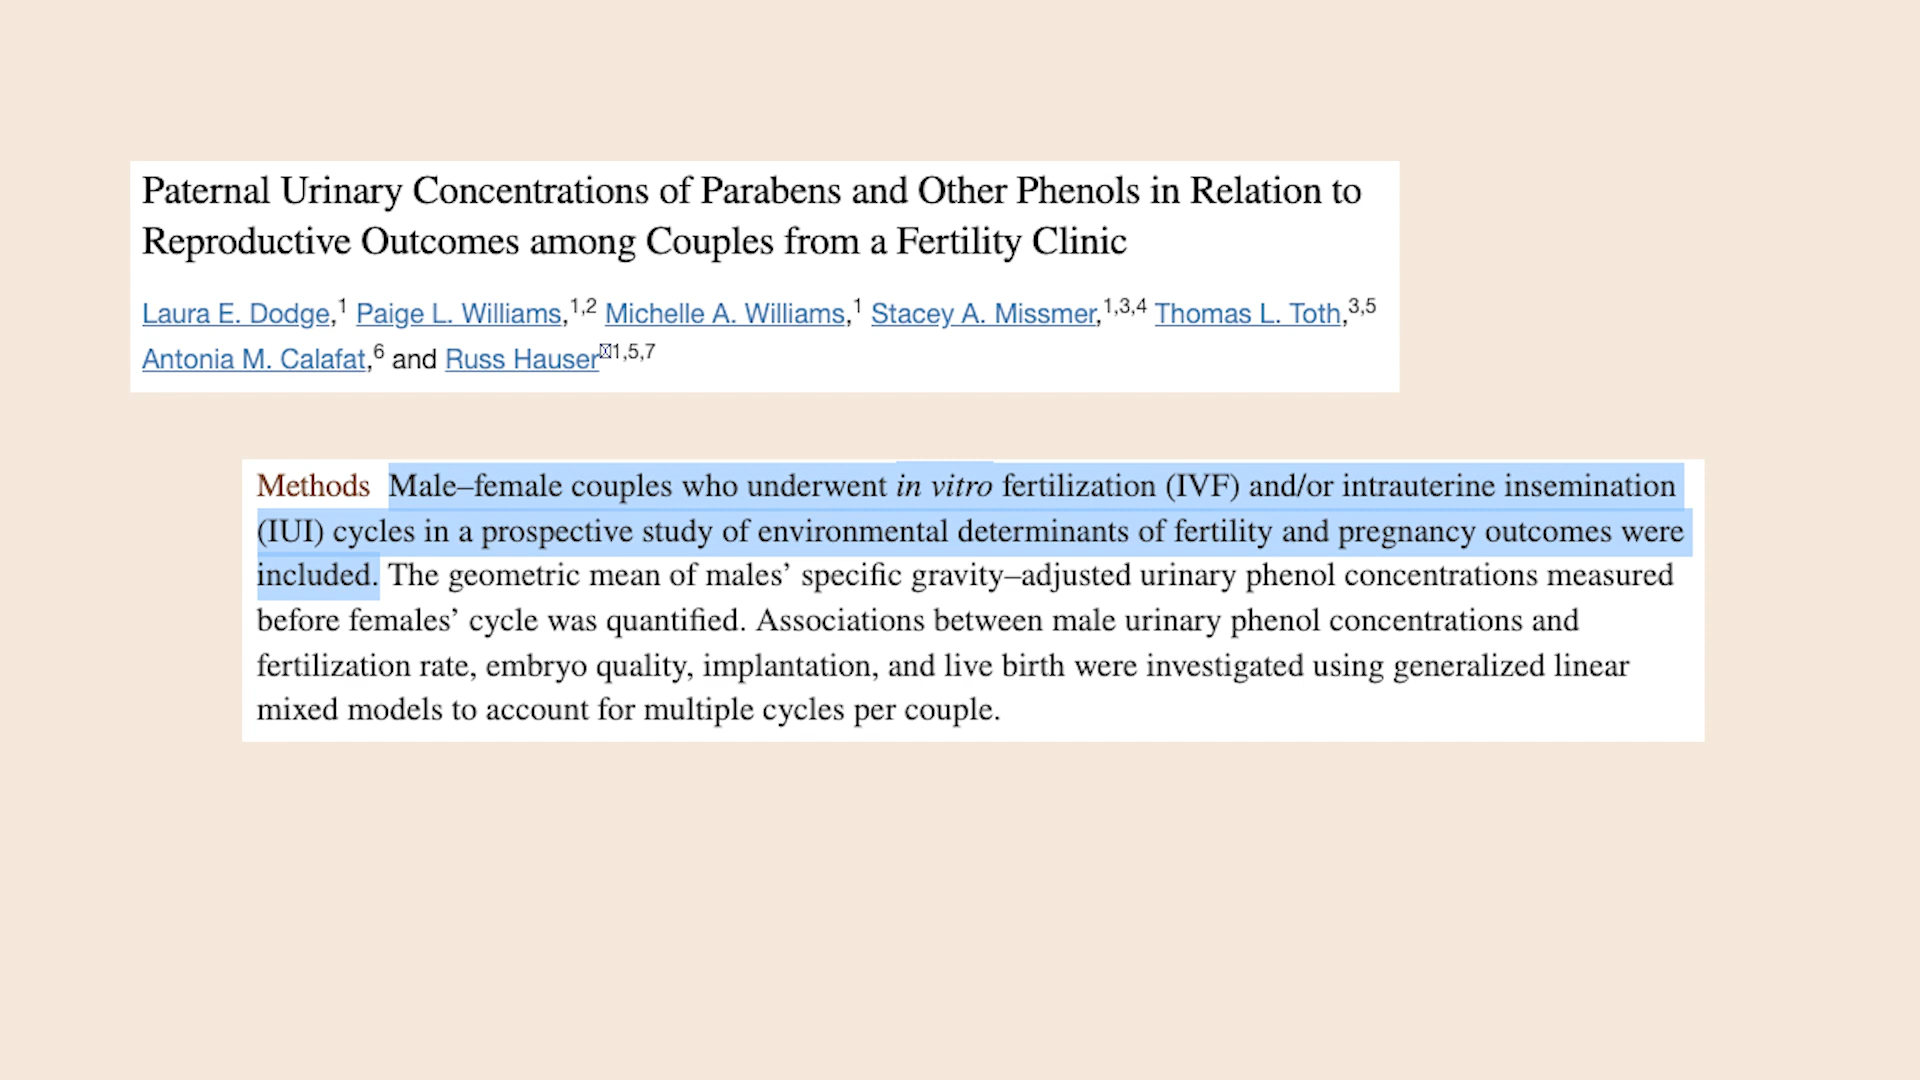 Paternal Urinary Concentrations of Parabens and Other Phenols in Relation to
Reproductive Outcomes among Couples from a Fertility Clinic
Laura E. Dodge,1 Paige L. Williams,1,2 Michelle A. Williams,1 Stacey A. Missmer,1,3,4 Thomas L. Toth,3,5
Antonia M. Calafat,6 and Russ Hauser1,5,7
Methods Male–female couples who underwent in vitro fertilization (IVF) and/or intrauterine insemination
(IUI) cycles in a prospective study of environmental determinants of fertility and pregnancy outcomes were
included. The geometric mean of males’ specific gravity–adjusted urinary phenol concentrations measured
before females’ cycle was quantified. Associations between male urinary phenol concentrations and
fertilization rate, embryo quality, implantation, and live birth were investigated using generalized linear
mixed models to account for multiple cycles per couple.